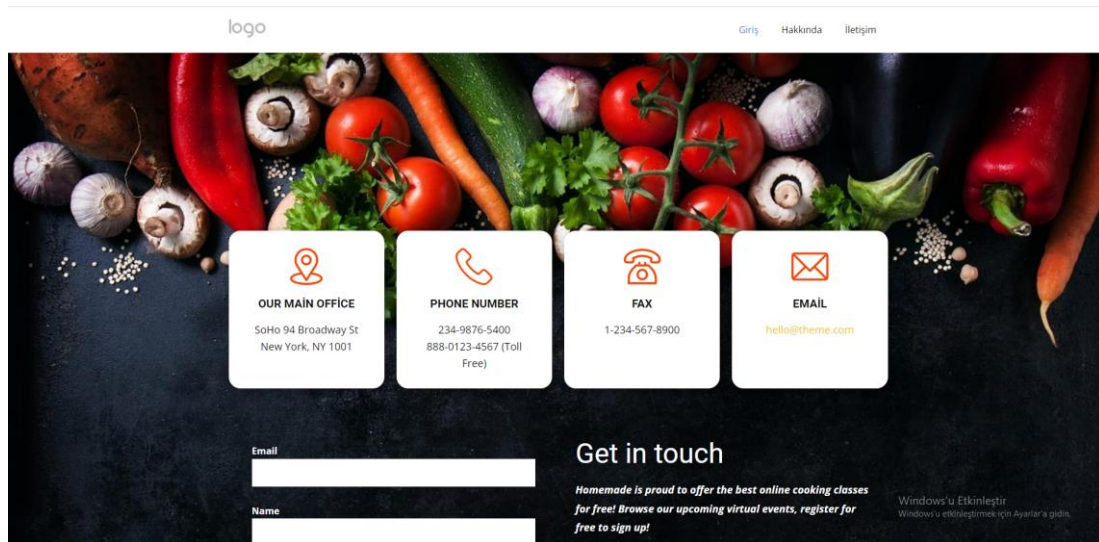 logo
Giriş Hakkında İletişim
OUR MAİN OFFİCE
SoHo 94 Broadway St
New York, NY 1001
PHONE NUMBER
234-9876-5400
888-0123-4567 (Toll
Free)
FAX
1-234-567-8900
EMAİL
hello@theme.com
Email
Name
Get in touch
Homemade is proud to offer the best online cooking classes
for free! Browse our upcoming virtual events, register for
free to sign up!
Windows'u Etkinleştir
Windows'u etkinleştirmek için Ayarlar'a gidin.